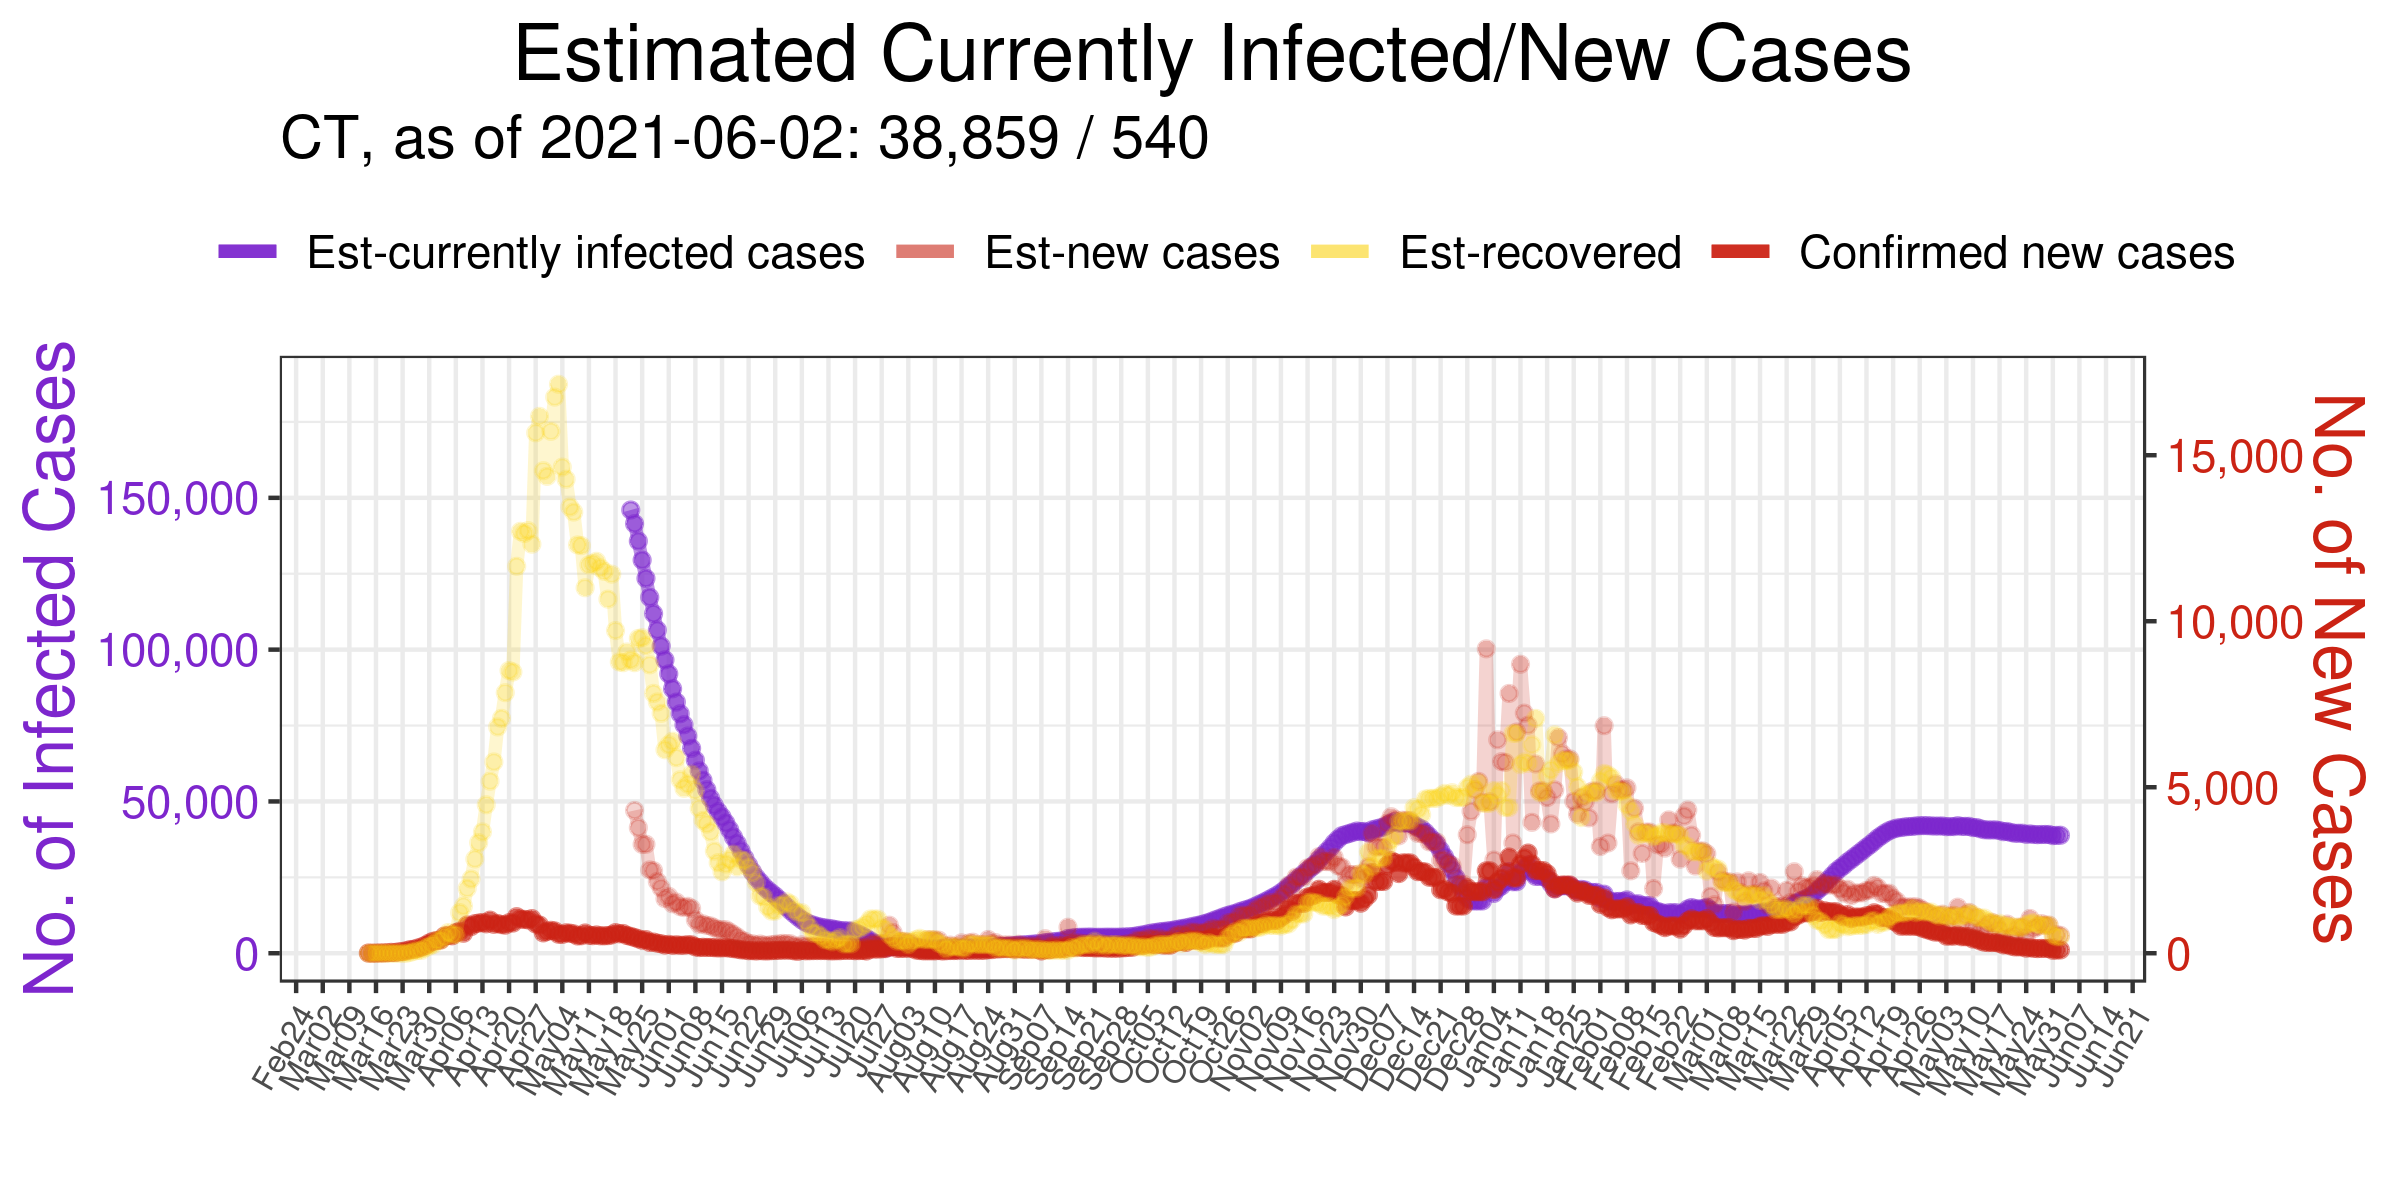 Estimated Currently Infected/New Cases
CT, as of 2021-06-02: 38,859 / 540
Est-currently infected cases Est-new cases Est-recovered Confirmed new cases
No. of Infected Cases
150,000
100,000
50,000
0
15,000
10,000
5,000
0
No. of New Cases
Feb24 Mar02 Mar09 Mar16 Mar23 Mar30 Apr06 Apr13 Apr20 Apr27 May04 May11 May18 May25 Jun01 Jun08 Jun15 Jun22 Jun29 Jul06 Jul13 Jul20 Jul27 Aug03 Aug10 Aug17 Aug24 Aug31 Sep07 Sep14 Sep21 Sep28 Oct05 Oct12 Oct19 Oct26 Nov02 Nov09 Nov16 Nov23 Nov30 Dec07 Dec14 Dec21 Dec28 Jan04 Jan11 Jan18 Jan25 Feb01 Feb08 Feb15 Feb22 Mar01 Mar08 Mar15 Mar22 Mar29 Apr05 Apr12 Apr19 Apr26 May03 May10 May17 May24 May31 Jun07 Jun14 Jun21